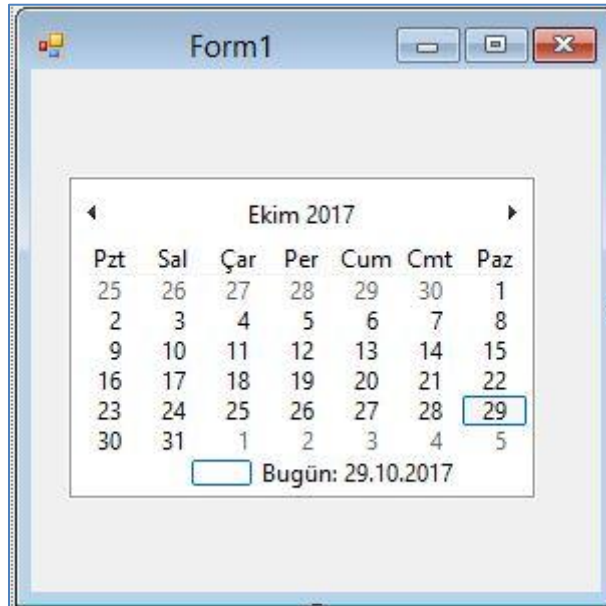 Form1
Ekim 2017
Pzt Sal Çar Per Cum Cmt Paz
25 26 27 28 29 30 1
2 3 4 5 6 7 8
9 10 11 12 13 14 15
16 17 18 19 20 21 22
23 24 25 26 27 28 29
30 31 1 2 3 4 5
Bugün: 29.10.2017